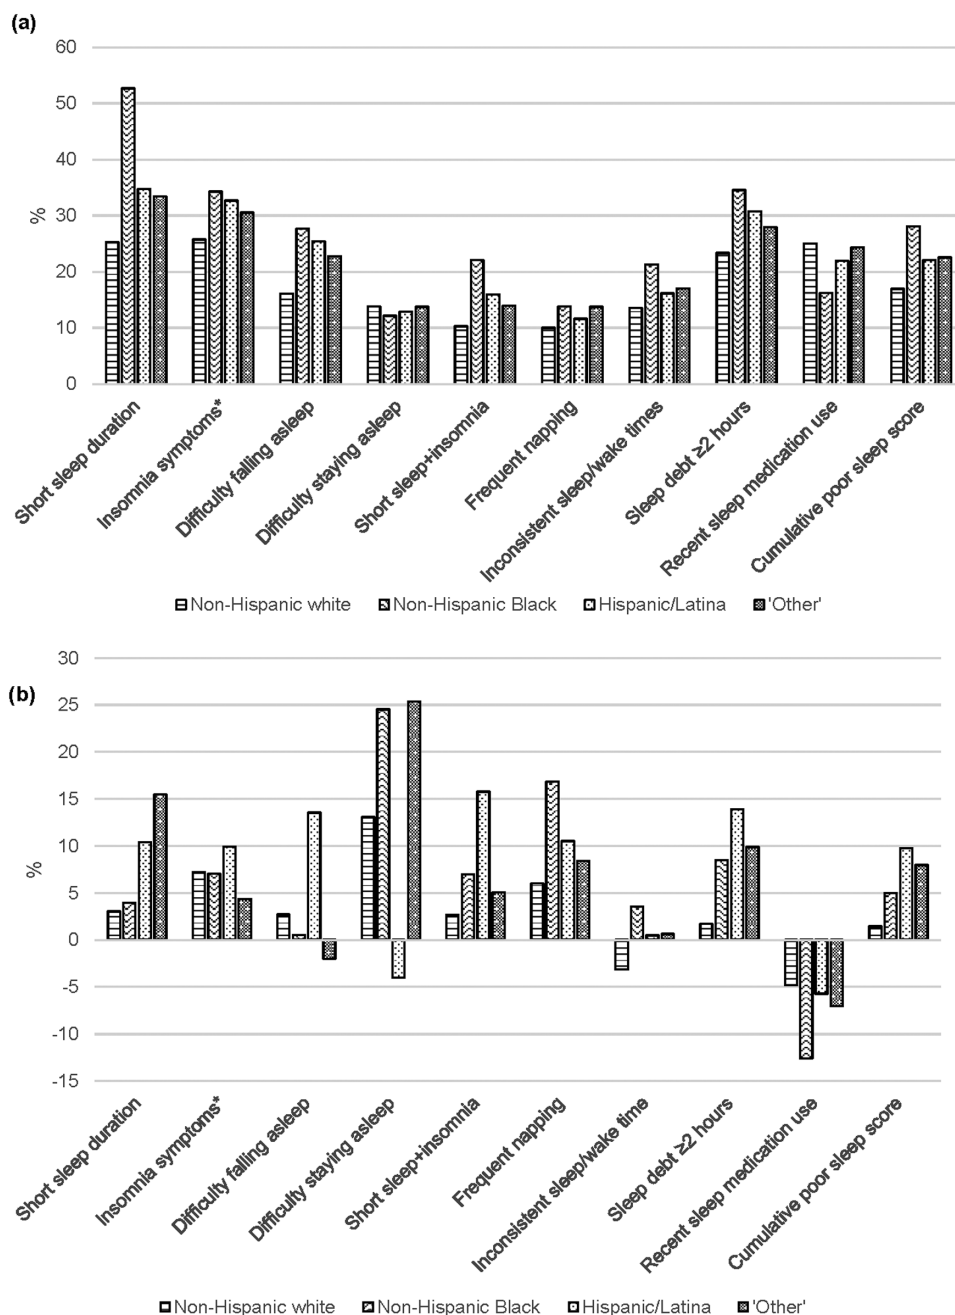 (a)
60
50
40
30
20
10
0
%
Short sleep duration
Insomnia symptoms*
Difficulty falling asleep
Difficulty staying asleep
Short sleep+insomnia
Frequent napping
Inconsistent sleep/wake times
Sleep debt ≥2 hours
Recent sleep medication use
Cumulative poor sleep score
Non-Hispanic white Non-Hispanic Black Hispanic/Latina 'Other'
(b)
30
25
20
15
10
5
0
-5
-10
-15
%
Short sleep duration
Insomnia symptoms*
Difficulty falling asleep
Difficulty staying asleep
Short sleep+insomnia
Frequent napping
Inconsistent sleep/wake time
Sleep debt ≥2 hours
Recent sleep medication use
Cumulative poor sleep score
Non-Hispanic white Non-Hispanic Black Hispanic/Latina 'Other'